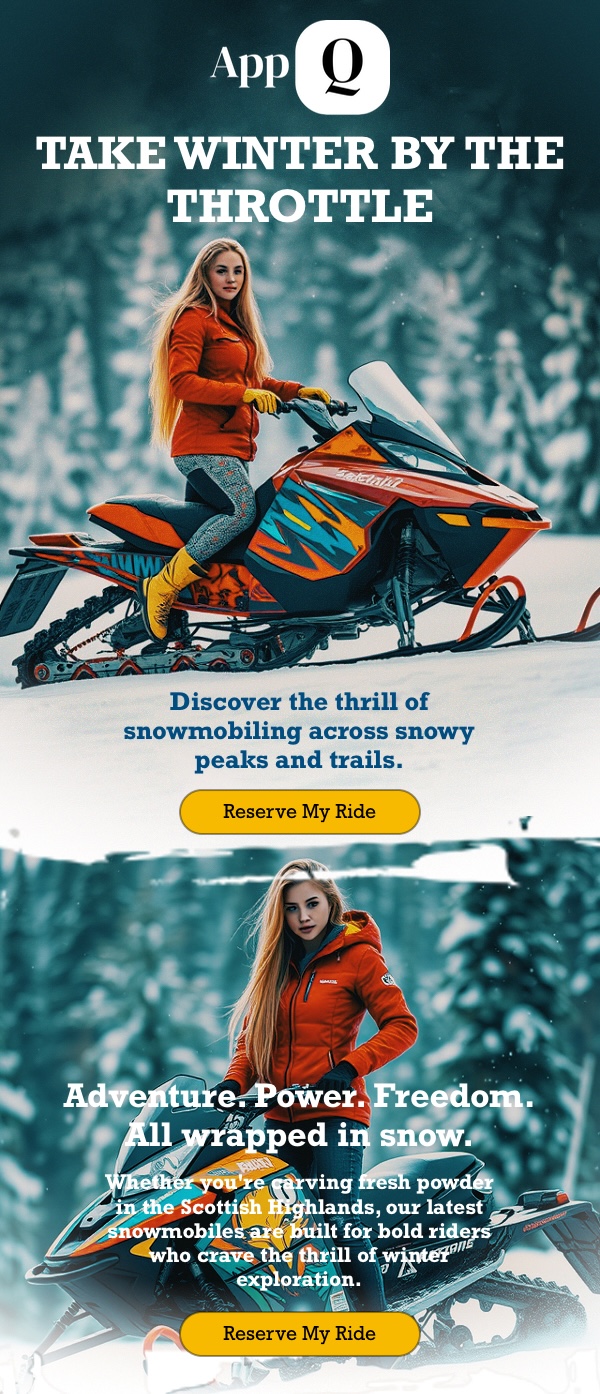 App Q
TAKE WINTER BY THE
THROTTLE
Discover the thrill of
snowmobiling across snowy
peaks and trails.
Reserve My Ride
Adventure. Power. Freedom.
All wrapped in snow.
Whether you're carving fresh powder
in the Scottish Highlands, our latest
snowmobiles are built for bold riders
who crave the thrill of winter
exploration.
Reserve My Ride